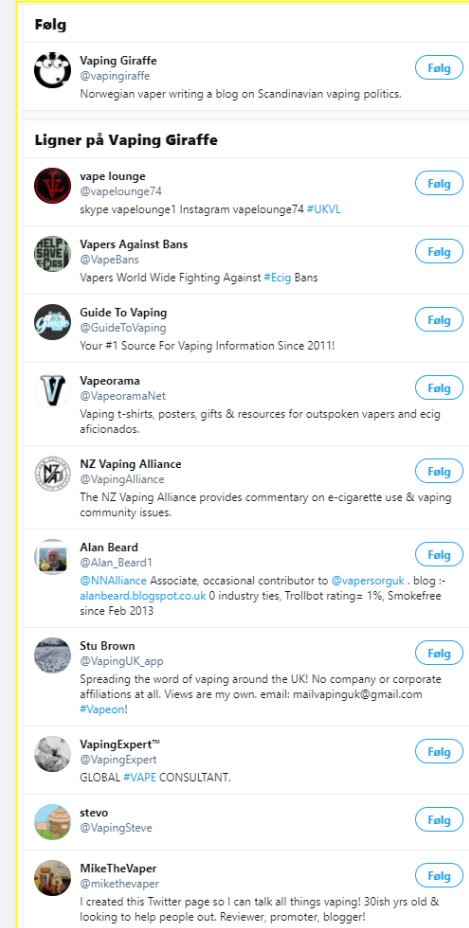 Følg
Vaping Giraffe
@vapingiraffe
Følg
Norwegian vaper writing a blog on Scandinavian vaping politics.
Ligner på Vaping Giraffe
vape lounge
@vapelounge74
Følg
skype vapelounge1 Instagram vapelounge74 #UKVL
HELP
SAVE
Vapers Against Bans
@VapeBans
Følg
Vapers World Wide Fighting Against #Ecig Bans
Guide
Guide To Vaping
@GuideToVaping
Følg
Your #1 Source For Vaping Information Since 2011!
V
Vapeorama
@VapeoramaNet
Følg
Vaping t-shirts, posters, gifts & resources for outspoken vapers and ecig
aficionados.
NZ Vaping Alliance
@VapingAlliance
Følg
The NZ Vaping Alliance provides commentary on e-cigarette use & vaping
community issues.
Alan Beard
@Alan_Beard1
Følg
@NNAlliance Associate, occasional contributor to @vapersorguk . blog :-
alanbeard.blogspot.co.uk 0 industry ties, Trollbot rating= 1%, Smokefree
since Feb 2013
Stu Brown
@VapingUK_app
Følg
Spreading the word of vaping around the UK! No company or corporate
affiliations at all. Views are my own. email: mailvapinguk@gmail.com
#Vapeon!
VapingExpert™
@VapingExpert
Følg
GLOBAL #VAPE CONSULTANT.
stevo
@VapingSteve
Følg
MikeTheVaper
@mikethevaper
Følg
I created this Twitter page so I can talk all things vaping! 30ish yrs old &
looking to help people out. Reviewer, promoter, blogger!